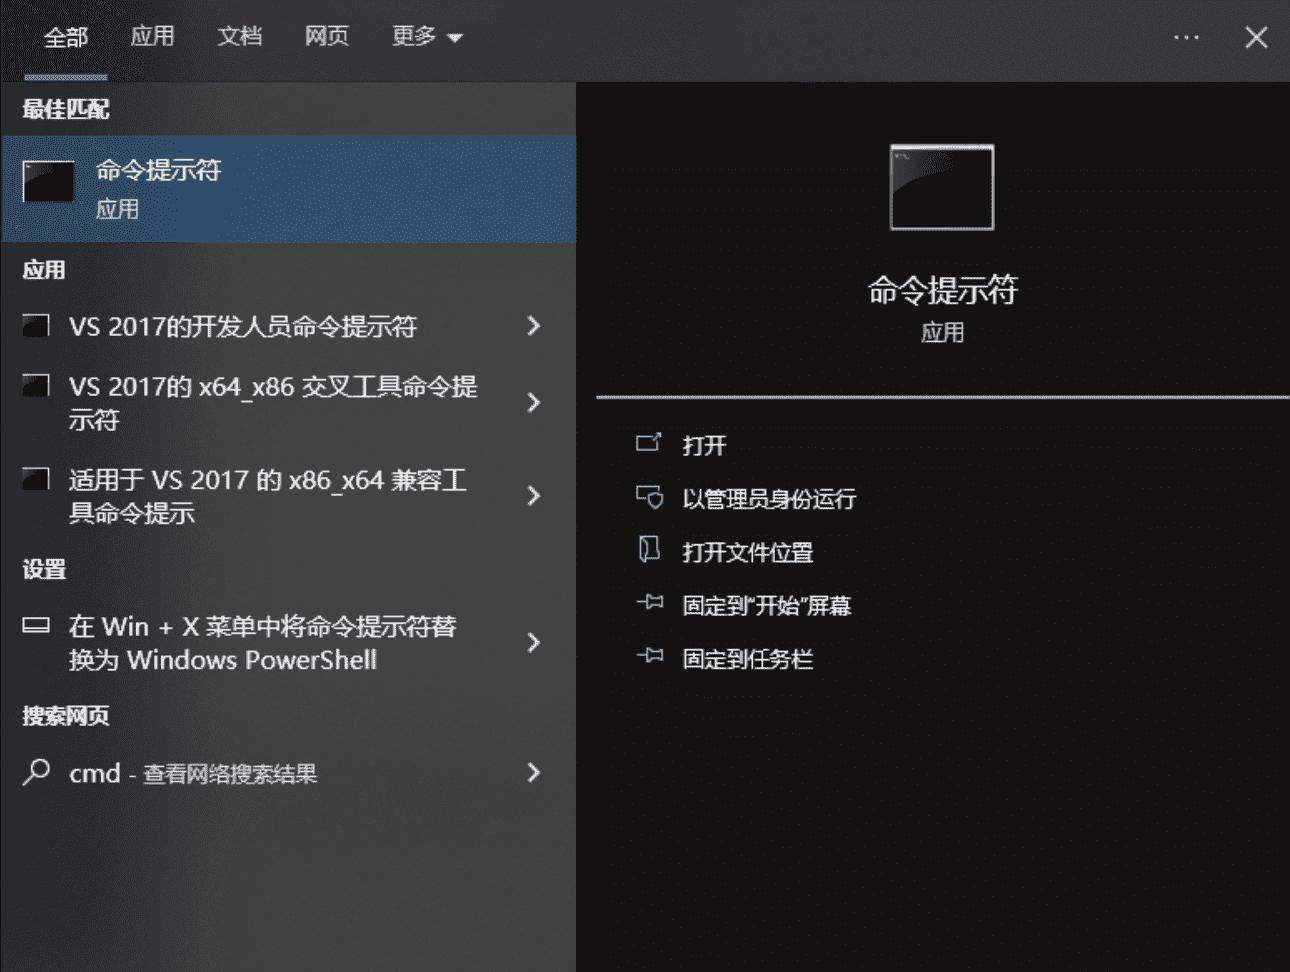 全部 应用 文档 网页 更多
最佳匹配
命令提示符
应用
应用
VS 2017的开发人员命令提示符
VS 2017的 x64_x86 交叉工具命令提
示符
适用于 VS 2017 的 x86_x64 兼容工
具命令提示
设置
在 Win + X 菜单中将命令提示符替
换为 Windows PowerShell
搜索网页
cmd - 查看网络搜索结果
命令提示符
应用
打开
以管理员身份运行
打开文件位置
固定到“开始”屏幕
固定到任务栏